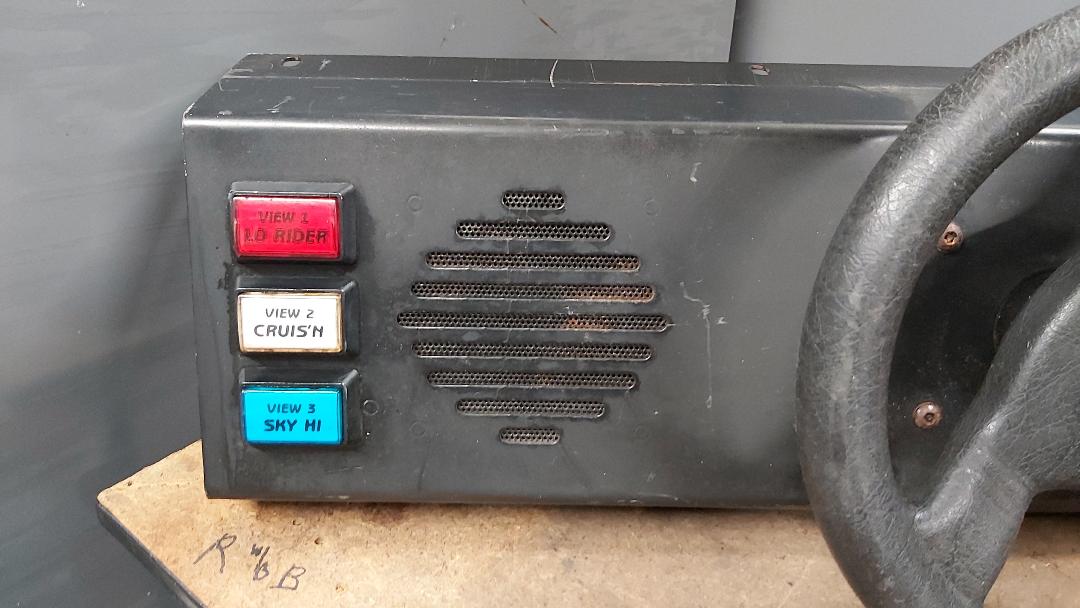 VIEW 1
LO RIDER
VIEW 2
CRUIS'N
VIEW 3
SKY HI
R W/B B